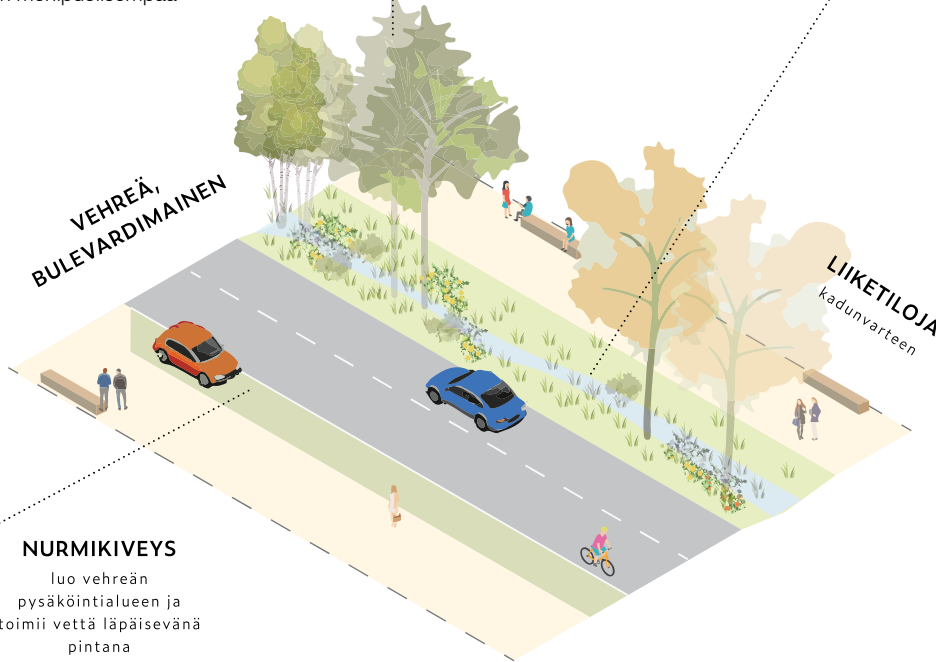 VEHREÄ,
BULEVARDIMAINEN
LIIKETILOJA
kadunvarteen
NURMIKIVEYS
luo vehreän
pysäköintialueen ja
toimii vettä läpäisevänä
pintana